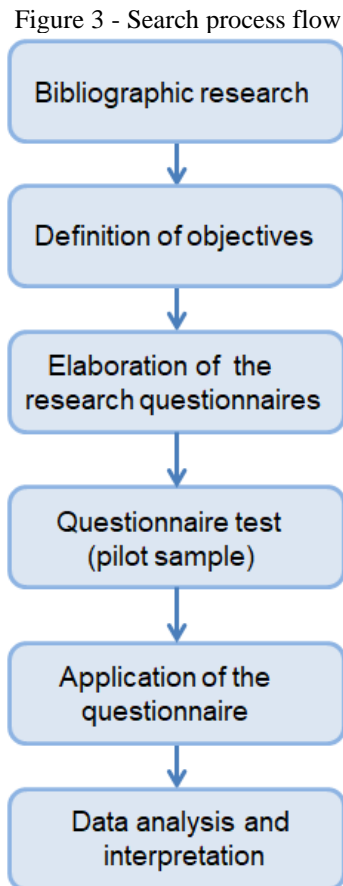 Figure 3 - Search process flow
Bibliographic research
Definition of objectives
Elaboration of the
research questionnaires
Questionnaire test
(pilot sample)
Application of the
questionnaire
Data analysis and
interpretation